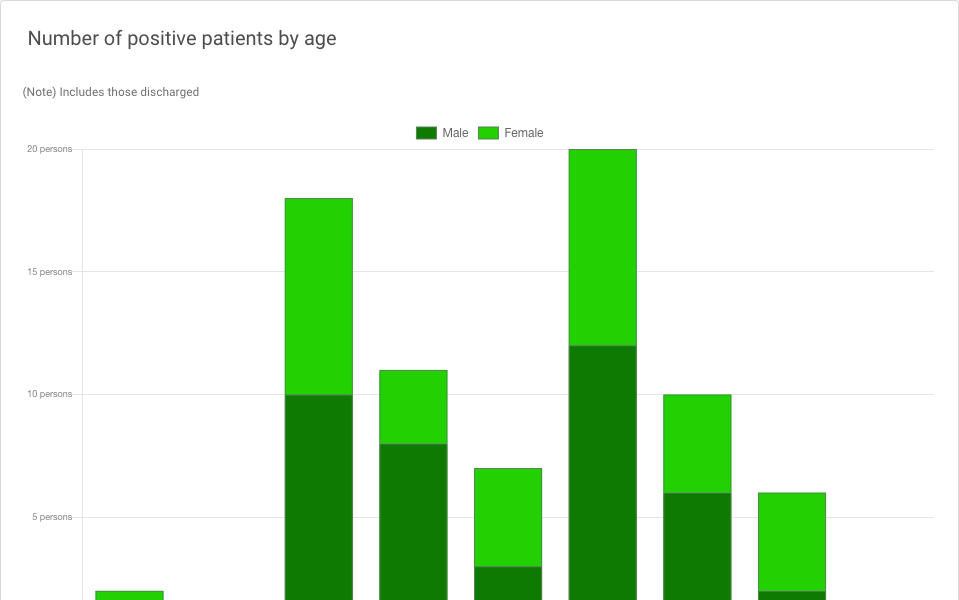 Number of positive patients by age
(Note) Includes those discharged
Male Female
20 persons
15 persons
10 persons
5 persons